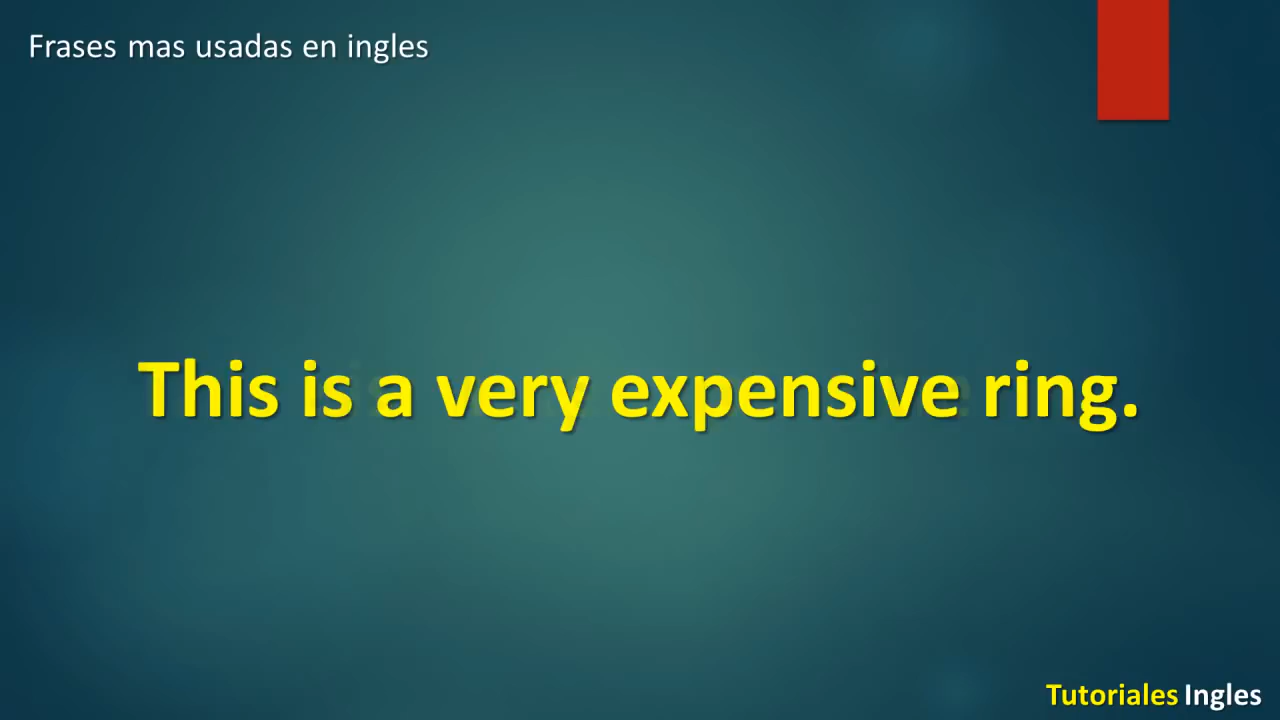 Frases mas usadas en ingles
This is a very expensive ring.
Tutoriales Ingles